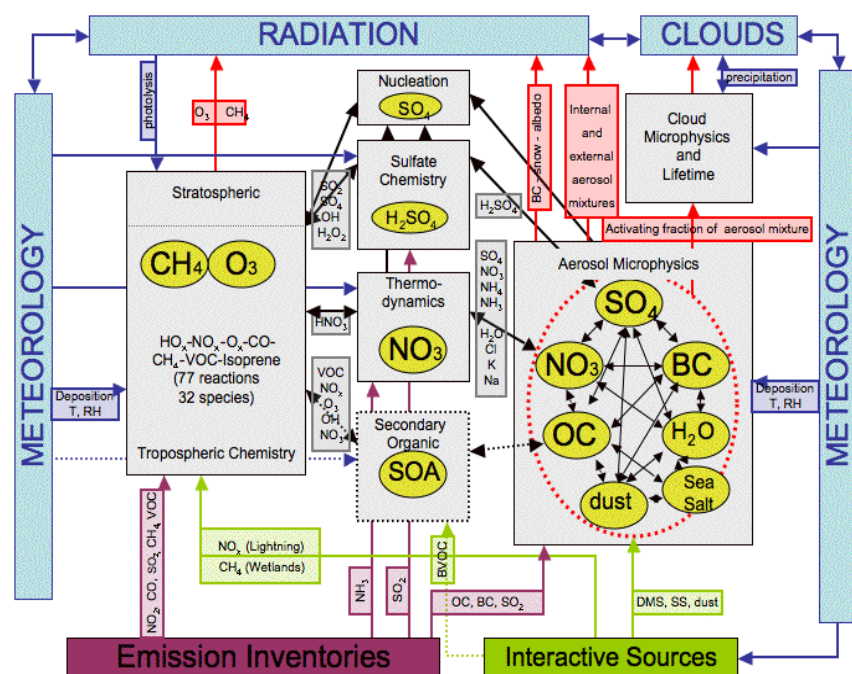 RADIATION
CLOUDS
METEOROLOGY
photolysis
O₃ CH₄
Nucleation
SO₄
BC - snow - albedo
Internal
and
external
aerosol
mixtures
precipitation
Cloud
Microphysics
and
Lifetime
METEOROLOGY
Stratospheric
SO₂
SO₄
OH
H₂O₂
Sulfate
Chemistry
H₂SO₄
H₂SO₄
Activating fraction of aerosol mixture
CH₄
O₃
HOₓ-NOₓ-Oₓ-CO-
CH₄-VOC-Isoprene
(77 reactions
32 species)
Tropospheric Chemistry
HNO₃
Thermo-
dynamics
NO₃
SO₄
NO₃
NH₄
NH₃
H₂O
Cl
K
Na
Aerosol Microphysics
SO₄
NO₃
BC
OC
H₂O
dust
Sea
Salt
Deposition
T, RH
VOC
NOₓ
O₃
OH
NO₃
Secondary
Organic
SOA
Deposition
T, RH
NO₂, CO, SO₂, CH₄, VOC
NOₓ (Lightning)
CH₄ (Wetlands)
NH₃
SO₂
BVOC
OC, BC, SO₂
DMS, SS, dust
Emission Inventories
Interactive Sources